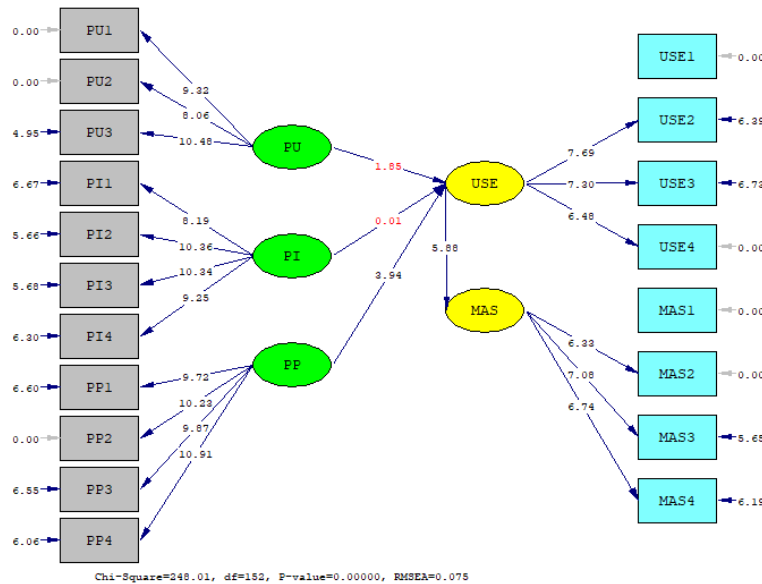 0.00 PU1
0.00 PU2
4.95 PU3
6.67 PI1
5.66 PI2
5.68 PI3
6.30 PI4
6.60 PP1
0.00 PP2
6.55 PP3
6.06 PP4
9.32
8.06
10.48
8.19
10.36
10.34
9.25
9.72
10.23
9.87
10.91
PU
PI
PP
1.85
0.01
3.94
USE
5.88
MAS
7.69
7.30
6.48
6.33
7.08
6.74
USE1 0.00
USE2 6.39
USE3 6.73
USE4 0.00
MAS1 0.00
MAS2 0.00
MAS3 5.65
MAS4 6.19
Chi-Square=248.01, df=152, P-value=0.00000, RMSEA=0.075